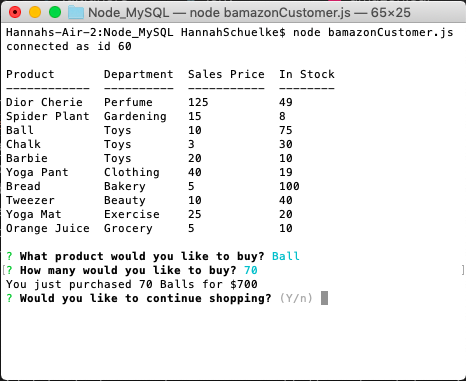 Node_MySQL — node bamazonCustomer.js — 65×25
Hannahs-Air-2:Node_MySQL HannahSchuelke$ node bamazonCustomer.js
connected as id 60
Product       Department  Sales Price  In Stock
------------  ----------  -----------  --------
Dior Cherie   Perfume     125          49
Spider Plant  Gardening   15           8
Ball          Toys        10           75
Chalk         Toys        3            30
Barbie        Toys        20           10
Yoga Pant     Clothing    40           19
Bread         Bakery      5            100
Tweezer       Beauty      10           40
Yoga Mat      Exercise    25           20
Orange Juice  Grocery     5            10
? What product would you like to buy? Ball
[? How many would you like to buy? 70 ]
You just purchased 70 Balls for $700
? Would you like to continue shopping? (Y/n)